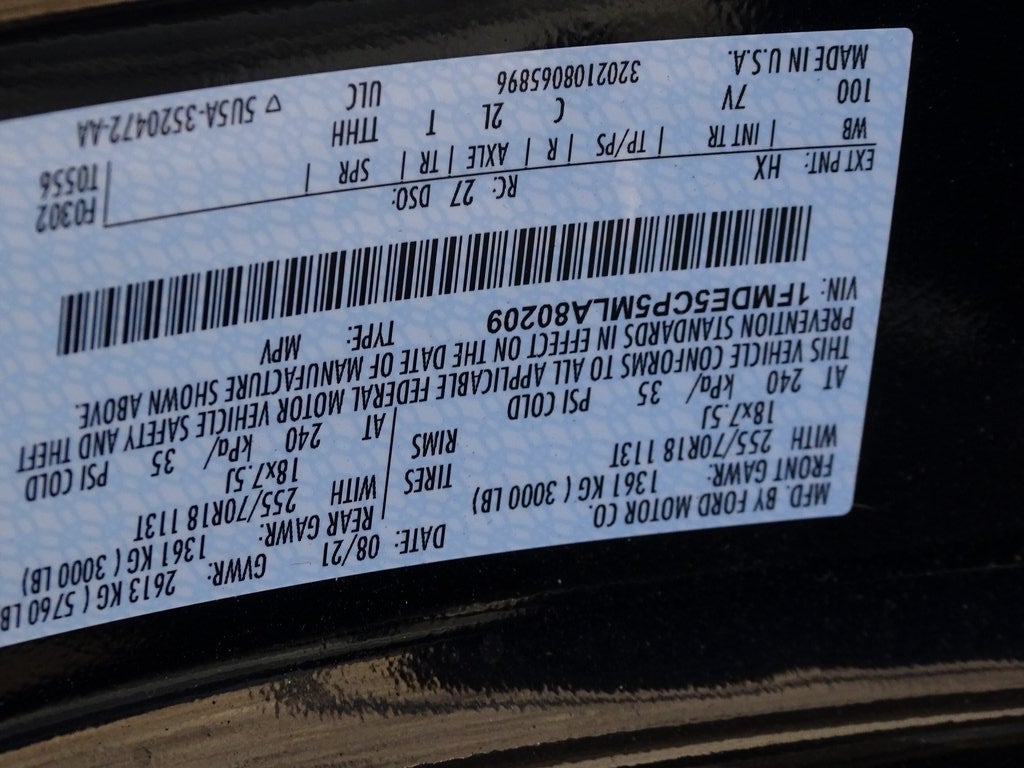 MFD. BY FORD MOTOR CO.
DATE: 08/21 GVWR: 2613 KG ( 5760 LB
FRONT GAWR: 1361 KG ( 3000 LB) REAR GAWR: 1361 KG ( 3000 LB)
WITH 255/70R18 113T TIRES WITH 255/70R18 113T
18x7.5J RIMS 18x7.5J
AT 240 kPa/ 35 PSI COLD AT 240 kPa/ 35 PSI COLD
THIS VEHICLE CONFORMS TO ALL APPLICABLE FEDERAL MOTOR VEHICLE SAFETY AND THEFT
PREVENTION STANDARDS IN EFFECT ON THE DATE OF MANUFACTURE SHOWN ABOVE.
VIN: 1FMDE5CP5MLA80209 TYPE: MPV
F0302
T0556
EXT PNT: HX RC: 27 DSO:
WB | INT TR | TP/PS | R | AXLE | TR | SPR |
100 7V C 2L T TTHH
MADE IN U.S.A. 3202108065896 ULC ▽ 5U5A-3520472-AA